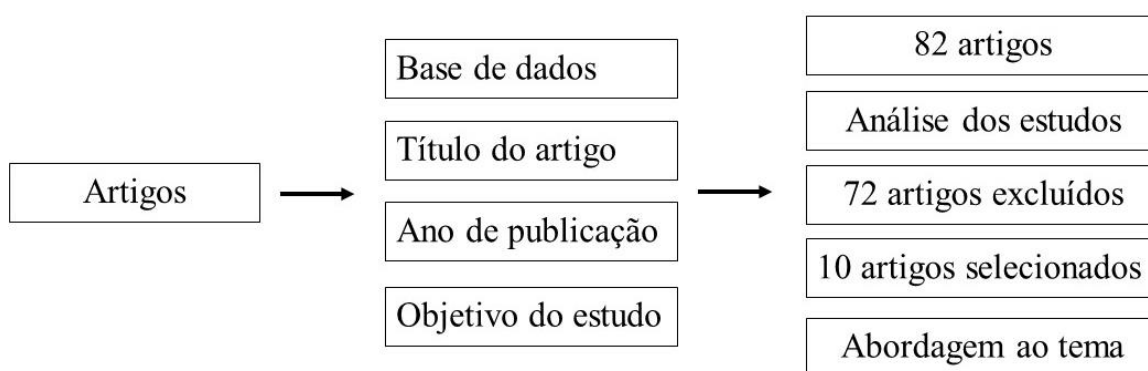 Artigos
Base de dados
Título do artigo
Ano de publicação
Objetivo do estudo
82 artigos
Análise dos estudos
72 artigos excluídos
10 artigos selecionados
Abordagem ao tema